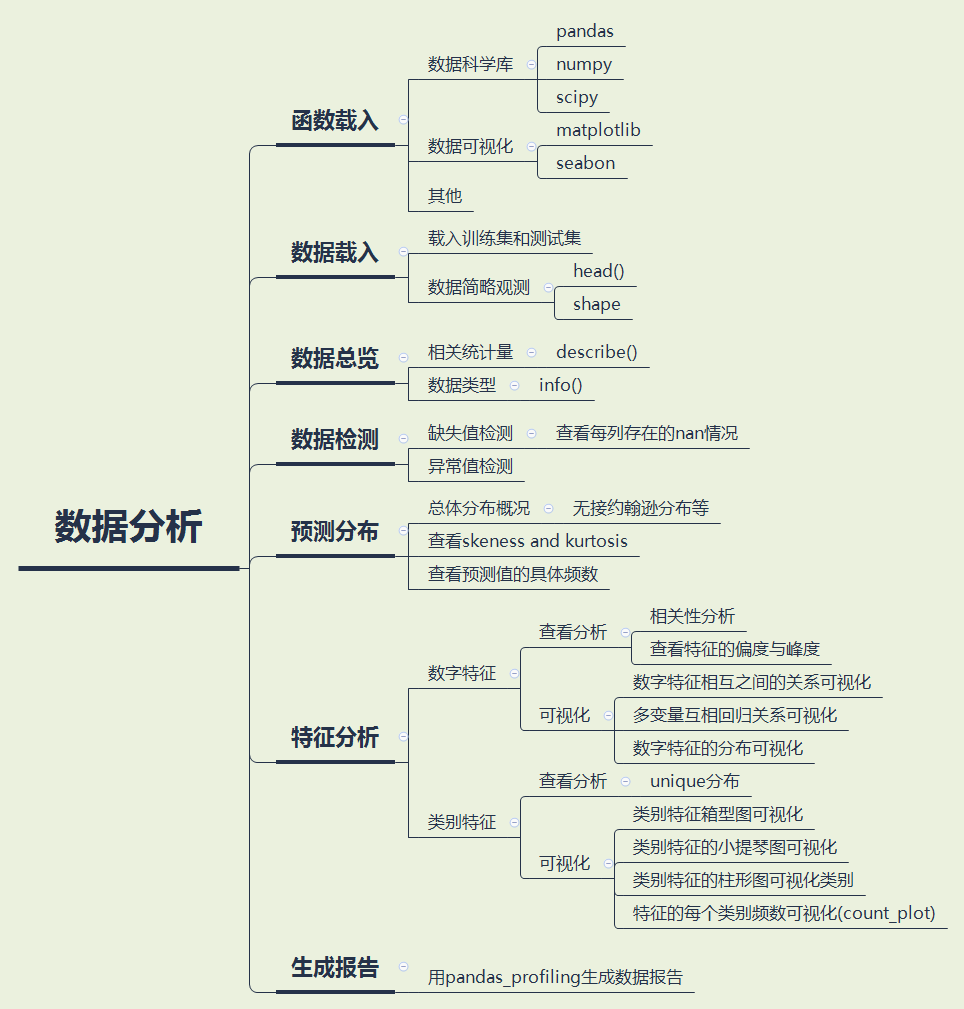 数据分析
函数载入
数据科学库
pandas
numpy
scipy
数据可视化
matplotlib
seabon
其他
数据载入
载入训练集和测试集
数据简略观测
head()
shape
数据总览
相关统计量
describe()
数据类型
info()
数据检测
缺失值检测
查看每列存在的nan情况
异常值检测
预测分布
总体分布概况
无接约翰逊分布等
查看skeness and kurtosis
查看预测值的具体频数
特征分析
数字特征
查看分析
相关性分析
查看特征的偏度与峰度
可视化
数字特征相互之间的关系可视化
多变量互相回归关系可视化
数字特征的分布可视化
类别特征
查看分析
unique分布
可视化
类别特征箱型图可视化
类别特征的小提琴图可视化
类别特征的柱形图可视化类别
特征的每个类别频数可视化(count_plot)
生成报告
用pandas_profiling生成数据报告